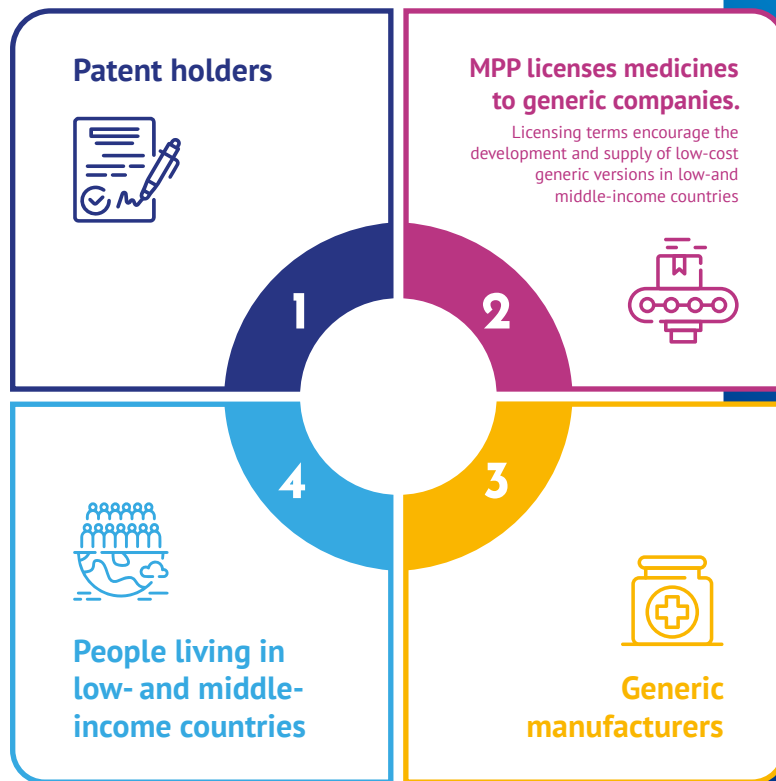 Patent holders
MPP licenses medicines
to generic companies.
Licensing terms encourage the
development and supply of low-cost
generic versions in low-and
middle-income countries
1
2
4
3
People living in
low- and middle-
income countries
Generic
manufacturers